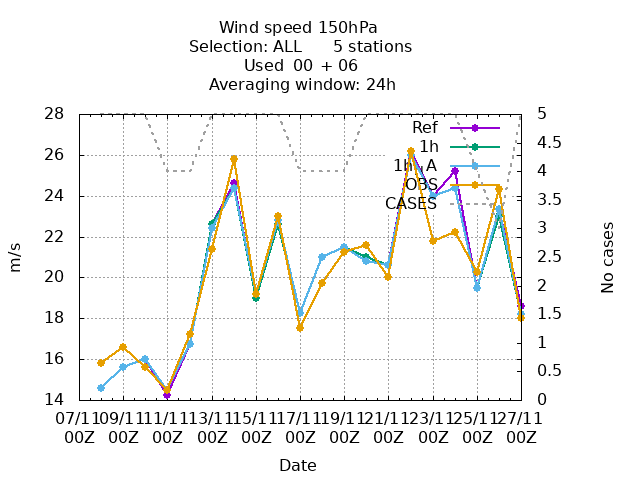 Wind speed 150hPa
Selection: ALL 5 stations
Used 00 + 06
Averaging window: 24h
28
26
24
22
20
18
16
14
m/s
5
4.5
4
3.5
3
2.5
2
1.5
1
0.5
0
No cases
Ref
1h
1h_A
OBS
CASES
07/11 09/11 11/11 13/11 15/11 17/11 19/11 21/11 23/11 25/11 27/11
00Z 00Z 00Z 00Z 00Z 00Z 00Z 00Z 00Z 00Z 00Z
Date